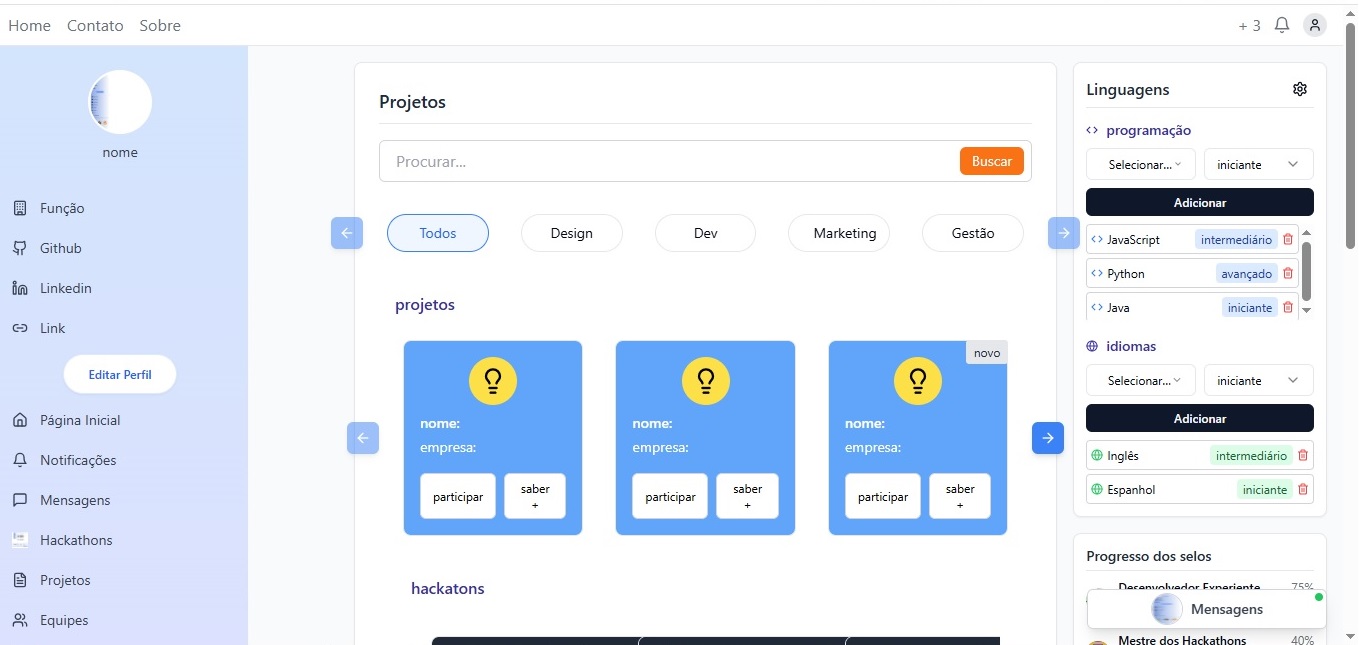 Home Contato Sobre
+ 3
nome
Função
Github
Linkedin
Link
Editar Perfil
Página Inicial
Notificações
Mensagens
Hackathons
Projetos
Equipes
Projetos
Procurar...
Buscar
Todos Design Dev Marketing Gestão
projetos
nome:
empresa:
participar
saber
+
nome:
empresa:
participar
saber
+
novo
nome:
empresa:
participar
saber
+
hackatons
Linguagens
programação
Selecionar... iniciante
Adicionar
JavaScript intermediário
Python avançado
Java iniciante
idiomas
Selecionar... iniciante
Adicionar
Inglês intermediário
Espanhol iniciante
Progresso dos selos
Desenvolvedor Experiente 75%
Mensagens
Mestre dos Hackathons 40%